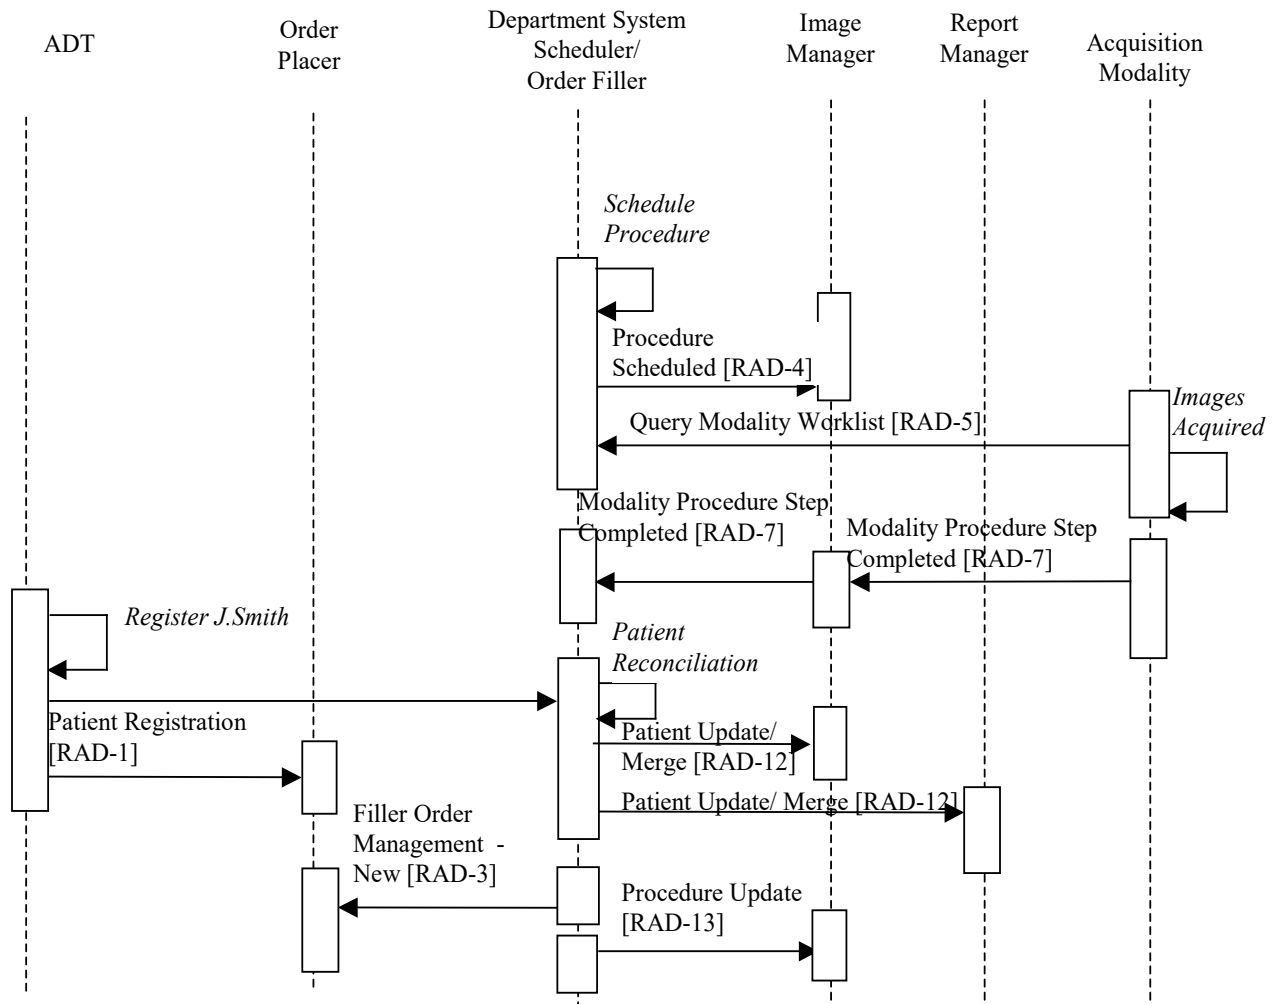 ADT
Order
Placer
Department System
Scheduler/
Order Filler
Image
Manager
Report
Manager
Acquisition
Modality
Schedule
Procedure
Procedure
Scheduled [RAD-4]
Images
Acquired
Query Modality Worklist [RAD-5]
Modality Procedure Step
Completed [RAD-7]
Modality Procedure Step
Completed [RAD-7]
Register J.Smith
Patient
Reconciliation
Patient Registration
[RAD-1]
Patient Update/
Merge [RAD-12]
Patient Update/ Merge [RAD-12]
Filler Order
Management -
New [RAD-3]
Procedure Update
[RAD-13]